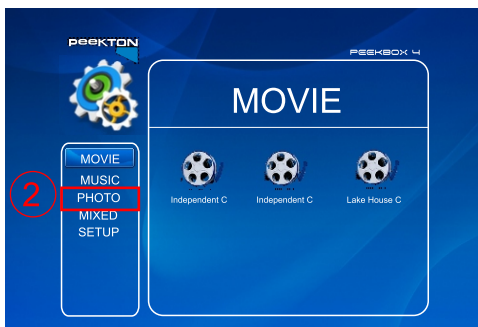 PEEKTON
PEEKBOX 4
MOVIE
MOVIE
MUSIC
PHOTO
MIXED
SETUP
2
Independent C
Independent C
Lake House C